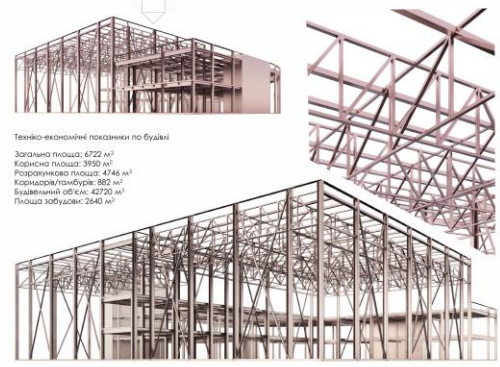 Техніко-економічні показники по будівлі
Загальна площа: 6722 м²
Корисна площа: 3950 м²
Розрахункова площа: 4746 м²
Коридорів/тамбурів: 882 м²
Будівельний об'єм: 42720 м³
Площа забудови: 2640 м²